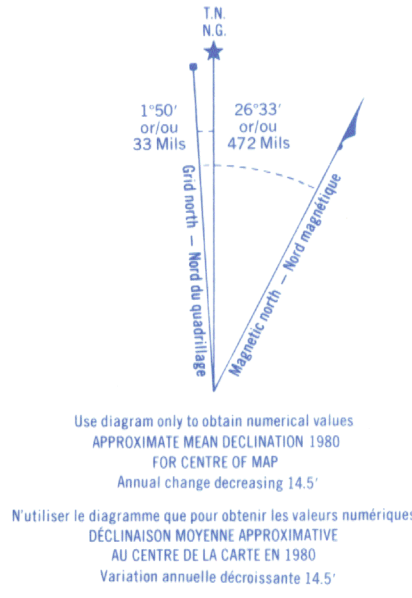 T.N.
N.G.
1°50′
or/ou
33 Mils
26°33′
or/ou
472 Mils
Grid north — Nord du quadrillage
Magnetic north — Nord magnétique
Use diagram only to obtain numerical values
APPROXIMATE MEAN DECLINATION 1980
FOR CENTRE OF MAP
Annual change decreasing 14.5′
N'utiliser le diagramme que pour obtenir les valeurs numériques
DÉCLINAISON MOYENNE APPROXIMATIVE
AU CENTRE DE LA CARTE EN 1980
Variation annuelle décroissante 14.5′